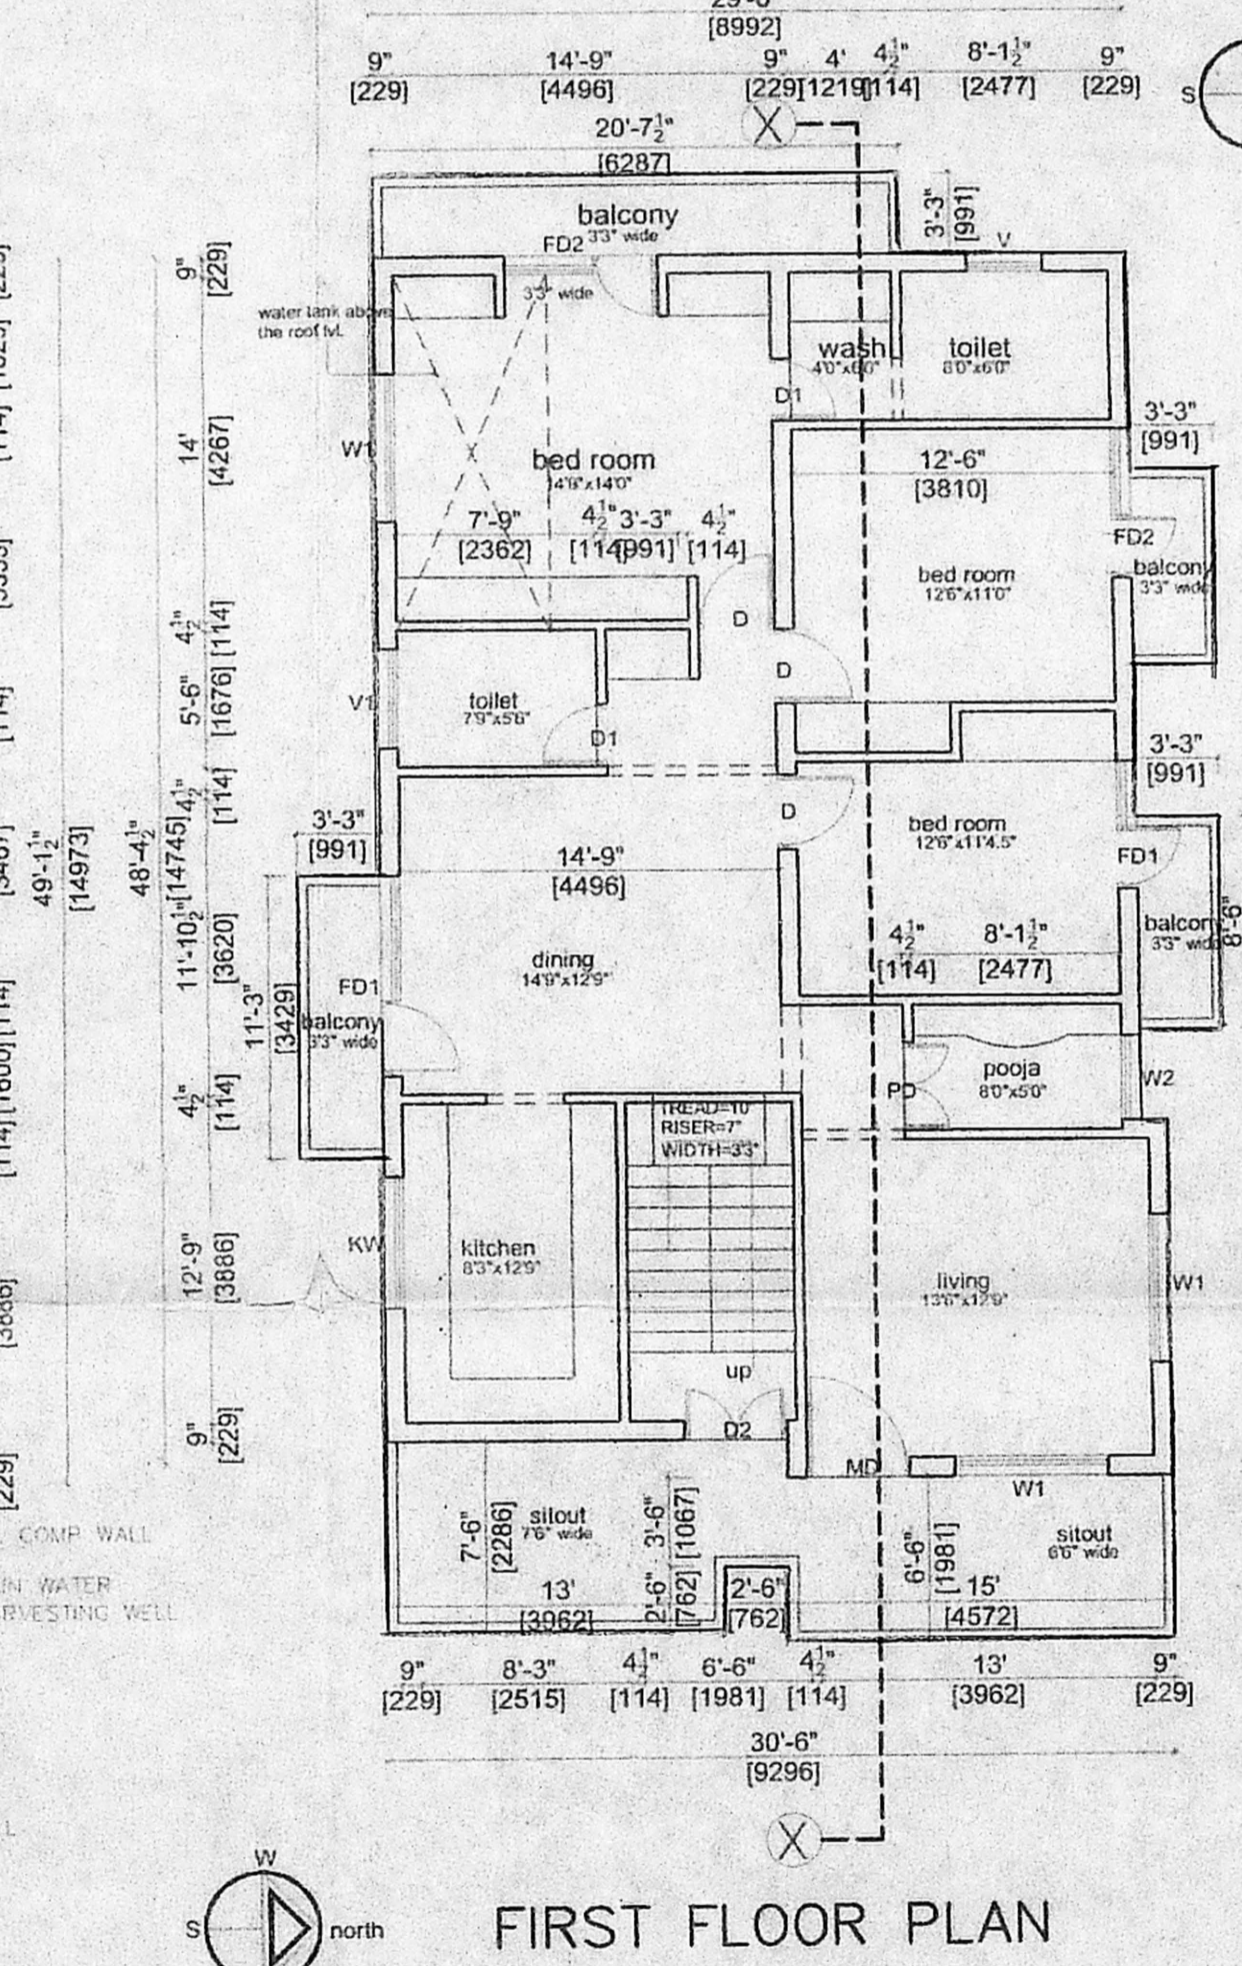 29'-6"
[8992]
9" 14'-9" 9" 4' 4½" 8'-1½" 9"
[229] [4496] [229] [1219] [114] [2477] [229]
S
X
20'-7½"
[6287]
balcony
3'3" wide
3'-3"
[991]
FD2
V
3'3" wide
9"
[229]
water tank above
the roof lvl.
wash
4'0"x6'0"
toilet
8'0"x6'0"
D1
3'-3"
[991]
14'
[4267]
W1
bed room
14'9"x14'0"
12'-6"
[3810]
7'-9" 4½" 3'-3" 4½"
[2362] [114] [991] [114]
FD2
balcony
3'3" wide
bed room
12'6"x11'0"
D
D
4½"
[114]
5'-6"
[1676]
V1
toilet
7'9"x5'6"
D1
4½"
[114]
3'-3"
[991]
D
bed room
12'6"x11'4.5"
FD1
3'-3"
[991]
49'-1½"
[14973]
48'-4½"
[14745]
14'-9"
[4496]
11'-10½"
[3620]
dining
14'9"x12'9"
4½" 8'-1½"
[114] [2477]
balcony
3'3" wide
8'-6"
FD1
balcony
3'3" wide
11'-3"
[3429]
pooja
8'0"x5'0"
PD
W2
4½"
[114]
TREAD=10"
RISER=7"
WIDTH=3'3"
KW
kitchen
8'3"x12'9"
12'-9"
[3886]
living
13'6"x12'9"
W1
up
D2
9"
[229]
MD
W1
[229]
COMP WALL
WATER
7'-6"
[2286]
sitout
7'6" wide
3'-6"
[1067]
2'-6"
[762]
6'-6"
[1981]
sitout
6'6" wide
13'
[3962]
2'-6"
[762]
15'
[4572]
9" 8'-3" 4½" 6'-6" 4½" 13' 9"
[229] [2515] [114] [1981] [114] [3962] [229]
30'-6"
[9296]
X
W
S north
FIRST FLOOR PLAN